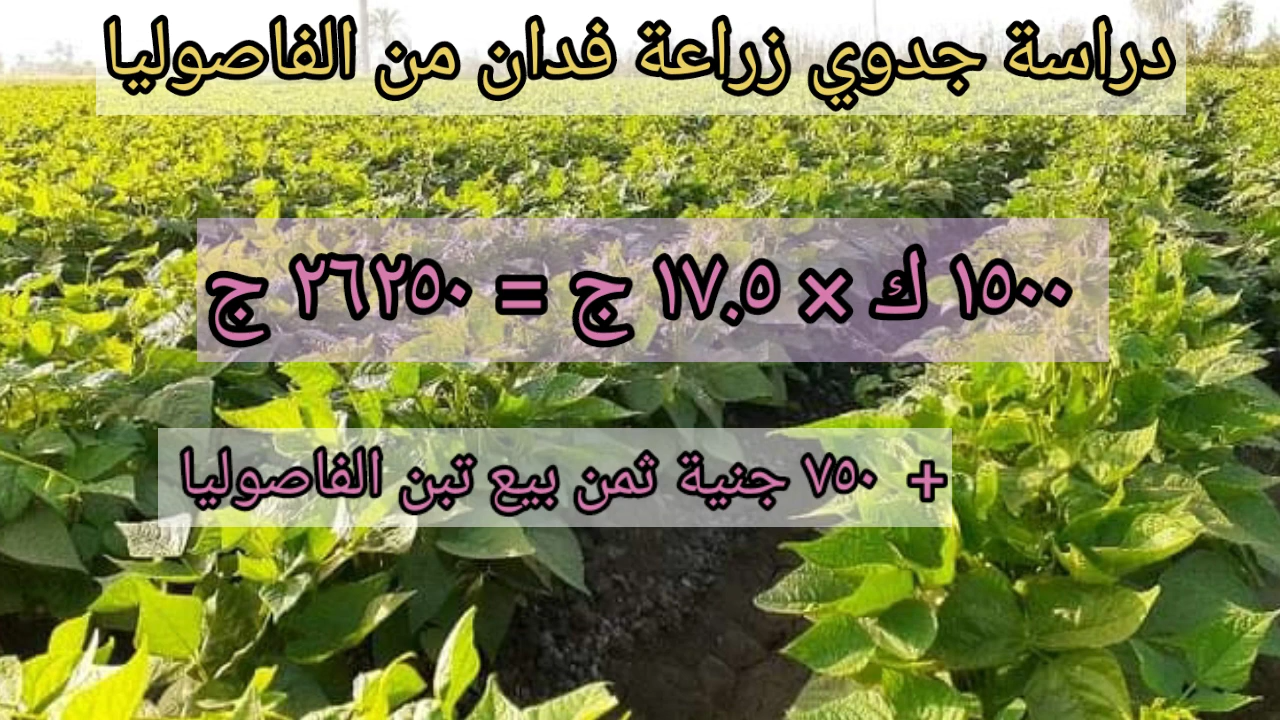 دراسة جدوي زراعة فدان من الفاصوليا
١٥٠٠ ك × ١٧.٥ ج = ٢٦٢٥٠ ج
+ ٧٥٠ جنية ثمن بيع تبن الفاصوليا